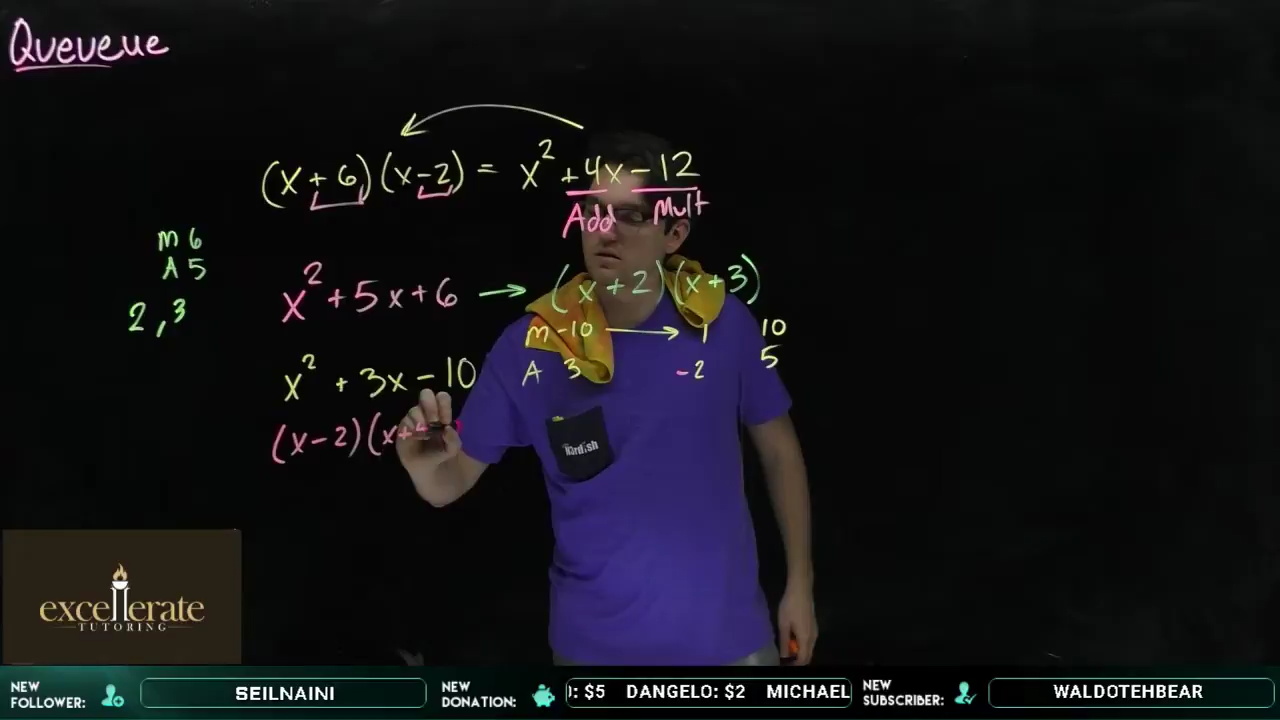 Queueue
(x + 6)(x - 2) = x² + 4x - 12
Add Mult
m 6
A 5
2, 3
x² + 5x + 6 → (x + 2)(x + 3)
m -10 → 1 10
x² + 3x - 10
A 3 -2 5
(x - 2)(x +
Nordish
excellerate
TUTORING
NEW FOLLOWER: SEILNAINI
NEW DONATION: : $5 DANGELO: $2 MICHAEL
NEW SUBSCRIBER: WALDOTEHBEAR